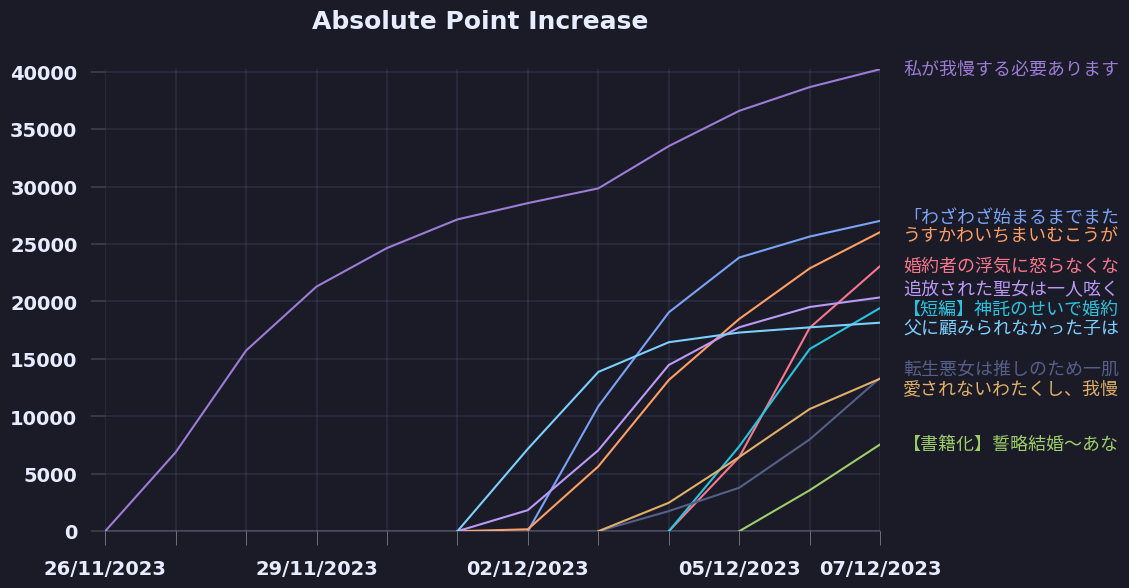 Absolute Point Increase
40000
35000
30000
25000
20000
15000
10000
5000
0
26/11/2023
29/11/2023
02/12/2023
05/12/2023
07/12/2023
私が我慢する必要あります
「わざわざ始まるまでまた
うすかわいちまいむこうが
婚約者の浮気に怒らなくな
追放された聖女は一人呟く
【短編】神託のせいで婚約
父に顧みられなかった子は
転生悪女は推しのため一肌
愛されないわたくし、我慢
【書籍化】誓略結婚～あな